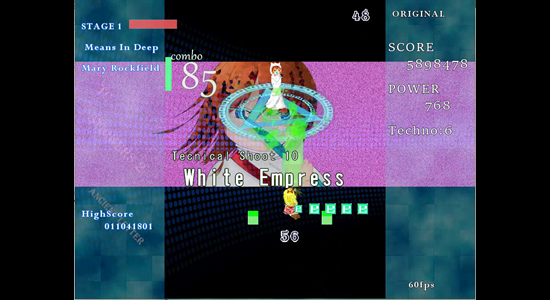 STAGE 1
Means In Deep
Mary Rockfield
combo
85
48
Tecnical Shoot 10
White Empress
P P P P P
56
HighScore
011041801
ORIGINAL
SCORE
5898478
POWER
768
Techno:6
60fps